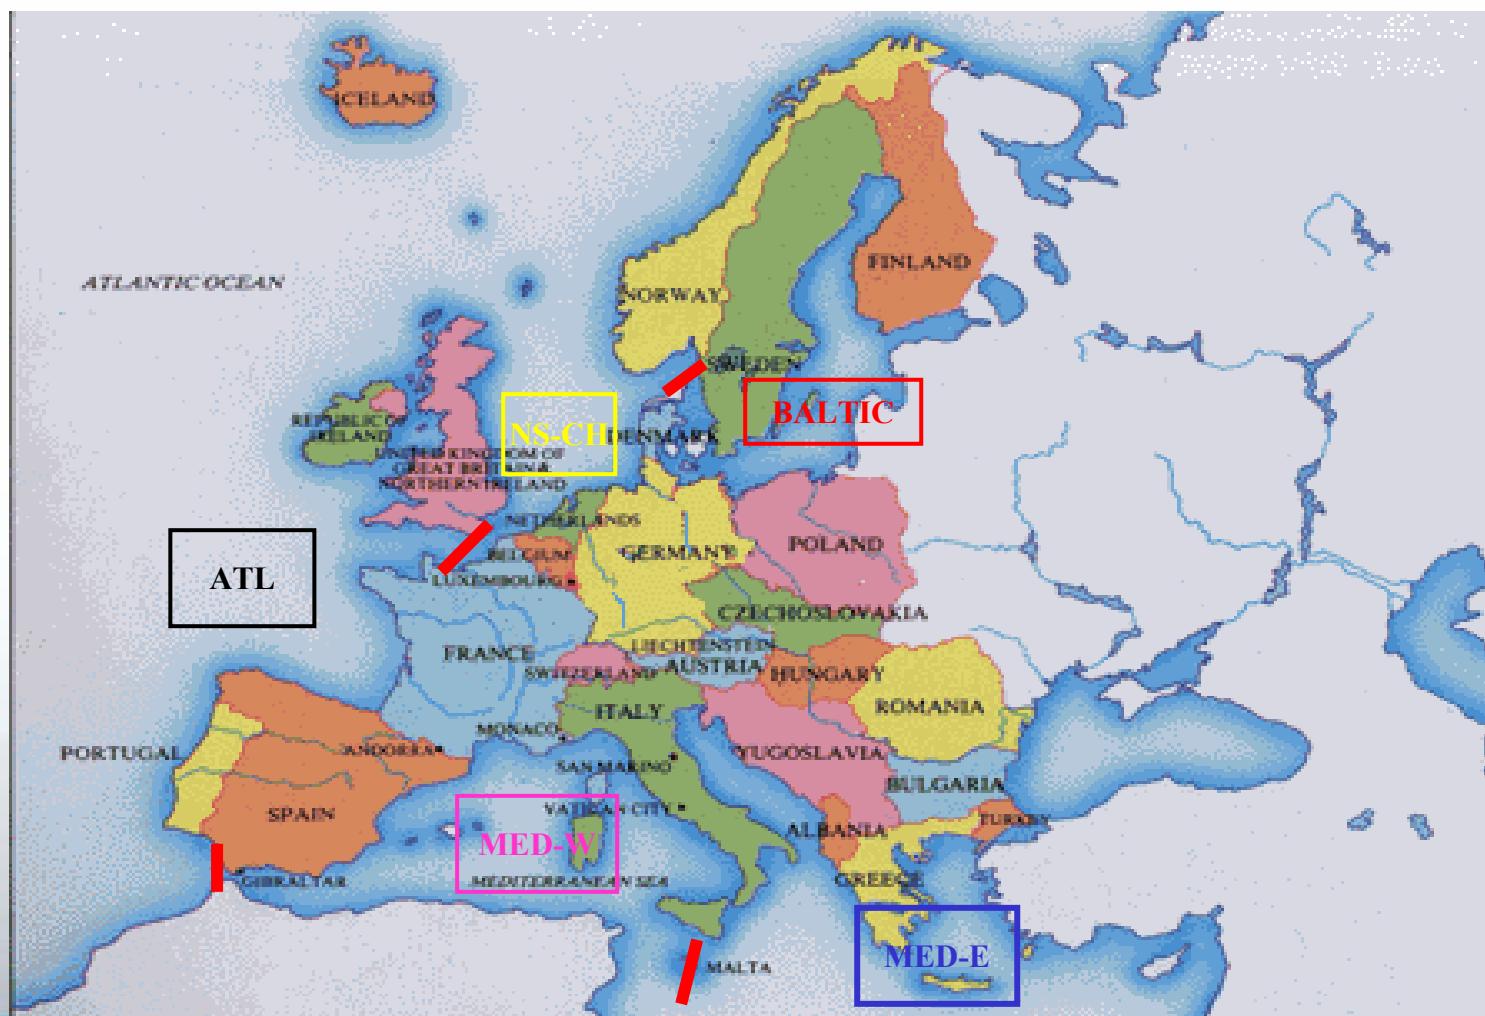 ICELAND
ATLANTIC OCEAN
FINLAND
NORWAY
SWEDEN
BALTIC
NS-CH
DENMARK
REPUBLIC OF
IRELAND
UNITED KINGDOM OF
GREAT BRITAIN &
NORTHERN IRELAND
NETHERLANDS
BELGIUM
GERMANY
POLAND
ATL
LUXEMBOURG
CZECHOSLOVAKIA
FRANCE
LIECHTENSTEIN
SWITZERLAND
AUSTRIA
HUNGARY
ITALY
ROMANIA
MONACO
PORTUGAL
ANDORRA
SAN MARINO
YUGOSLAVIA
BULGARIA
SPAIN
VATICAN CITY
ALBANIA
TURKEY
MED-W
GIBRALTAR
MEDITERRANEAN SEA
GREECE
MED-E
MALTA